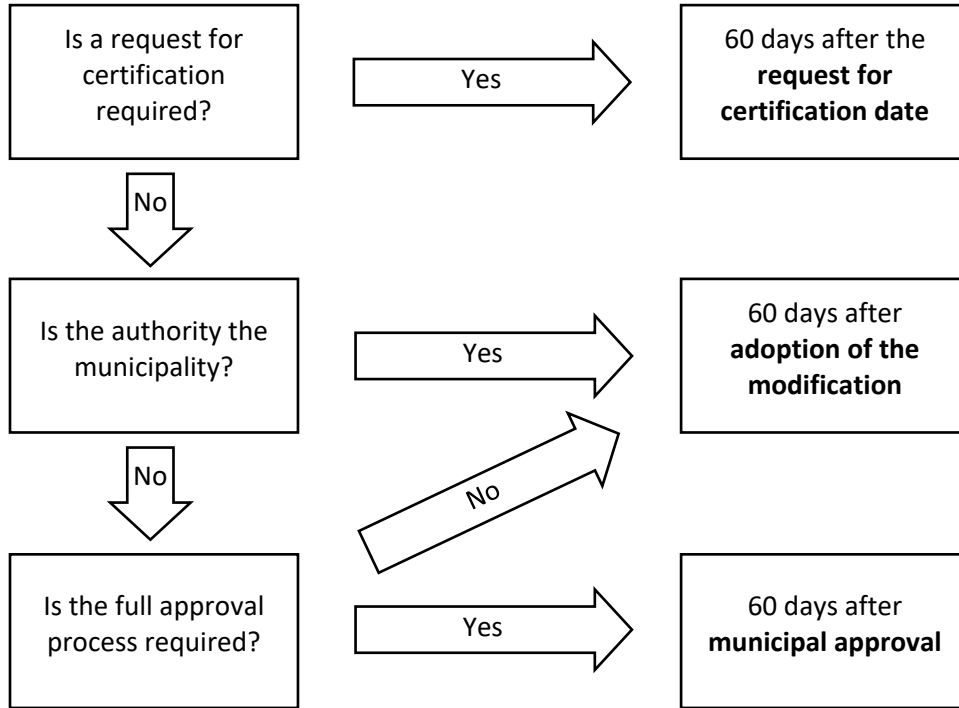 Is a request for
certification
required?
Yes
60 days after the
request for
certification date
No
Is the authority the
municipality?
Yes
60 days after
adoption of the
modification
No
No
Is the full approval
process required?
Yes
60 days after
municipal approval